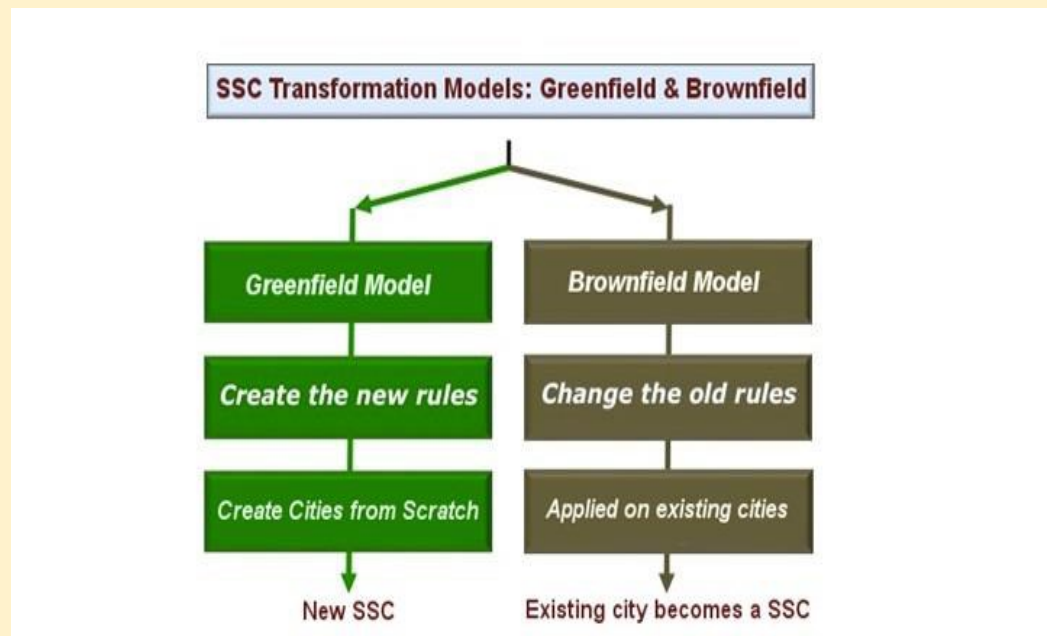 SSC Transformation Models: Greenfield & Brownfield
Greenfield Model
Create the new rules
Create Cities from Scratch
New SSC
Brownfield Model
Change the old rules
Applied on existing cities
Existing city becomes a SSC